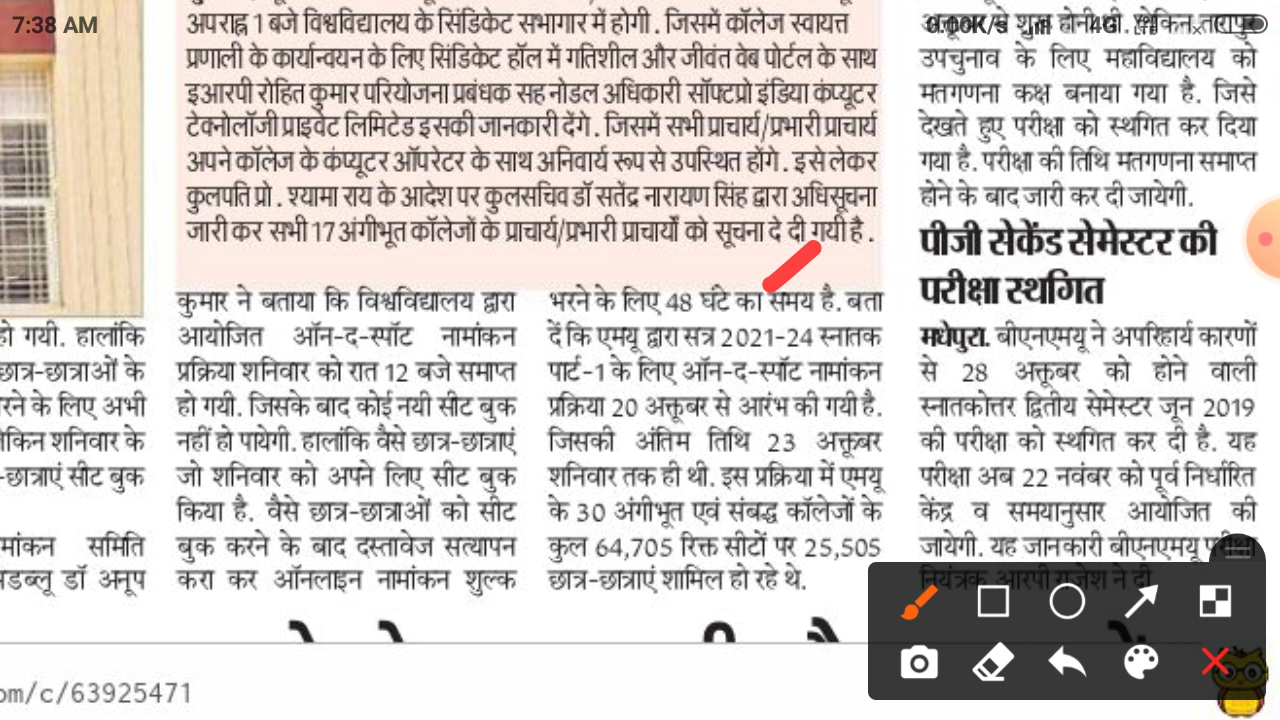 7:38 AM
0.00K/s
4G
अपराह्न 1 बजे विश्वविद्यालय के सिंडिकेट सभागार में होगी . जिसमें कॉलेज स्वायत्त
प्रणाली के कार्यान्वयन के लिए सिंडिकेट हॉल में गतिशील और जीवंत वेब पोर्टल के साथ
इआरपी रोहित कुमार परियोजना प्रबंधक सह नोडल अधिकारी सॉफ्टप्रो इंडिया कंप्यूटर
टेक्नोलॉजी प्राइवेट लिमिटेड इसकी जानकारी देंगे . जिसमें सभी प्राचार्य/प्रभारी प्राचार्य
अपने कॉलेज के कंप्यूटर ऑपरेटर के साथ अनिवार्य रूप से उपस्थित होंगे . इसे लेकर
कुलपति प्रो . श्यामा राय के आदेश पर कुलसचिव डॉ सतेंद्र नारायण सिंह द्वारा अधिसूचना
जारी कर सभी 17 अंगीभूत कॉलेजों के प्राचार्य/प्रभारी प्राचार्यों को सूचना दे दी गयी है .
हो गयी. हालांकि
छात्र-छात्राओं के
रने के लिए अभी
लेकिन शनिवार के
-छात्राएं सीट बुक
मांकन समिति
डॉ अनूप
कुमार ने बताया कि विश्वविद्यालय द्वारा
आयोजित ऑन-द-स्पॉट नामांकन
प्रक्रिया शनिवार को रात 12 बजे समाप्त
हो गयी. जिसके बाद कोई नयी सीट बुक
नहीं हो पायेगी. हालांकि वैसे छात्र-छात्राएं
जो शनिवार को अपने लिए सीट बुक
किया है. वैसे छात्र-छात्राओं को सीट
बुक करने के बाद दस्तावेज सत्यापन
करा कर ऑनलाइन नामांकन शुल्क
भरने के लिए 48 घंटे का समय है. बता
दें कि एमयू द्वारा सत्र 2021-24 स्नातक
पार्ट-1 के लिए ऑन-द-स्पॉट नामांकन
प्रक्रिया 20 अक्तूबर से आरंभ की गयी है.
जिसकी अंतिम तिथि 23 अक्तूबर
शनिवार तक ही थी. इस प्रक्रिया में एमयू
के 30 अंगीभूत एवं संबद्ध कॉलेजों के
कुल 64,705 रिक्त सीटों पर 25,505
छात्र-छात्राएं शामिल हो रहे थे.
उपचुनाव के लिए महाविद्यालय को
मतगणना कक्ष बनाया गया है. जिसे
देखते हुए परीक्षा को स्थगित कर दिया
गया है. परीक्षा की तिथि मतगणना समाप्त
होने के बाद जारी कर दी जायेगी.
पीजी सेकेंड सेमेस्टर की
परीक्षा स्थगित
मधेपुरा. बीएनएमयू ने अपरिहार्य कारणों
से 28 अक्तूबर को होने वाली
स्नातकोत्तर द्वितीय सेमेस्टर जून 2019
की परीक्षा को स्थगित कर दी है. यह
परीक्षा अब 22 नवंबर को पूर्व निर्धारित
केंद्र व समयानुसार आयोजित की
जायेगी. यह जानकारी बीएनएमयू परीक्षा
नियंत्रक आरपी राजेश ने दी
om/c/63925471